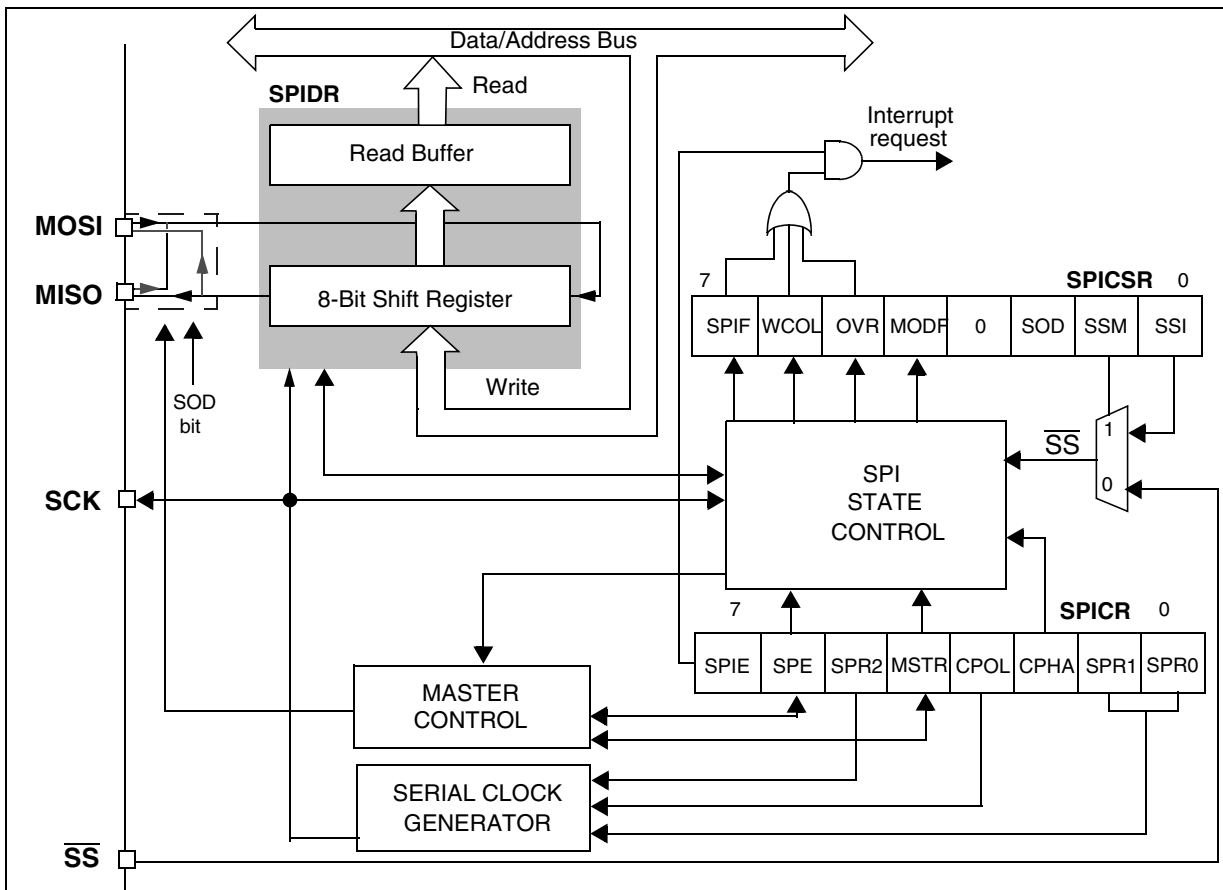 Data/Address Bus
Read
SPIDR
Read Buffer
Interrupt
request
MOSI
MISO
8-Bit Shift Register
Write
SOD
bit
7
SPICSR
0
SPIF
WCOL
OVR
MODF
0
SOD
SSM
SSI
1
SS
0
SCK
SPI
STATE
CONTROL
7
SPICR
0
SPIE
SPE
SPR2
MSTR
CPOL
CPHA
SPR1
SPR0
MASTER
CONTROL
SERIAL CLOCK
GENERATOR
SS